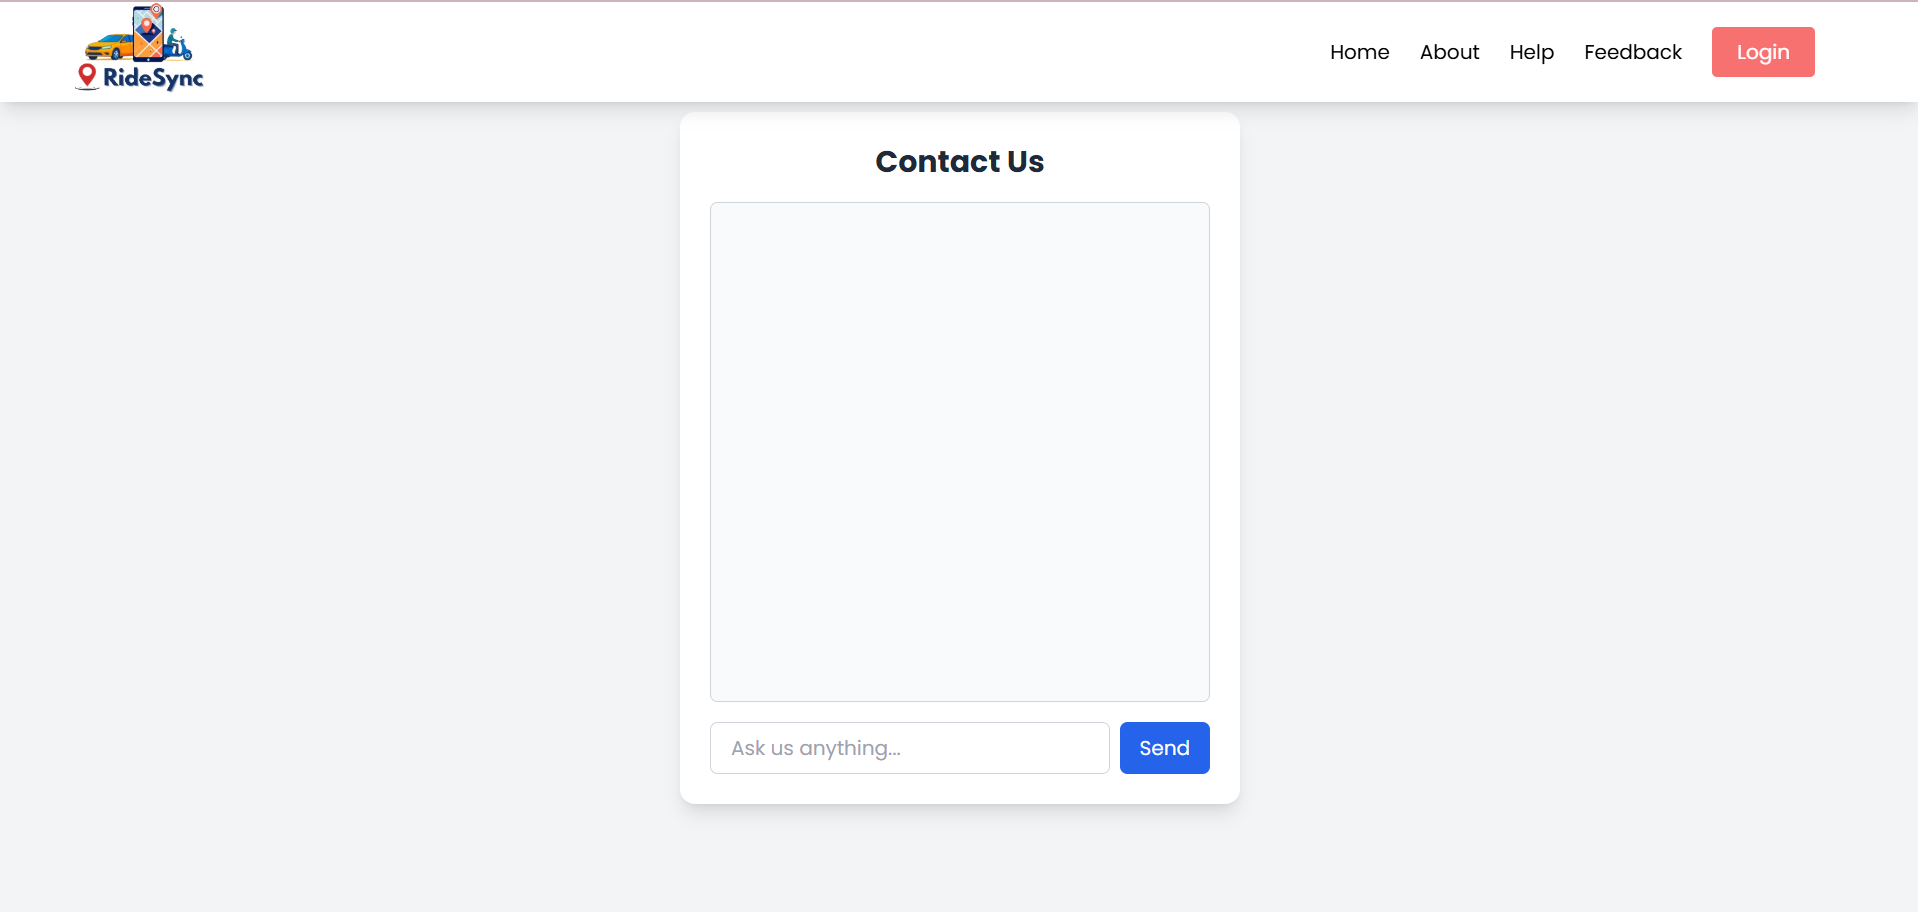 RideSync
Home About Help Feedback Login
Contact Us
Ask us anything...
Send